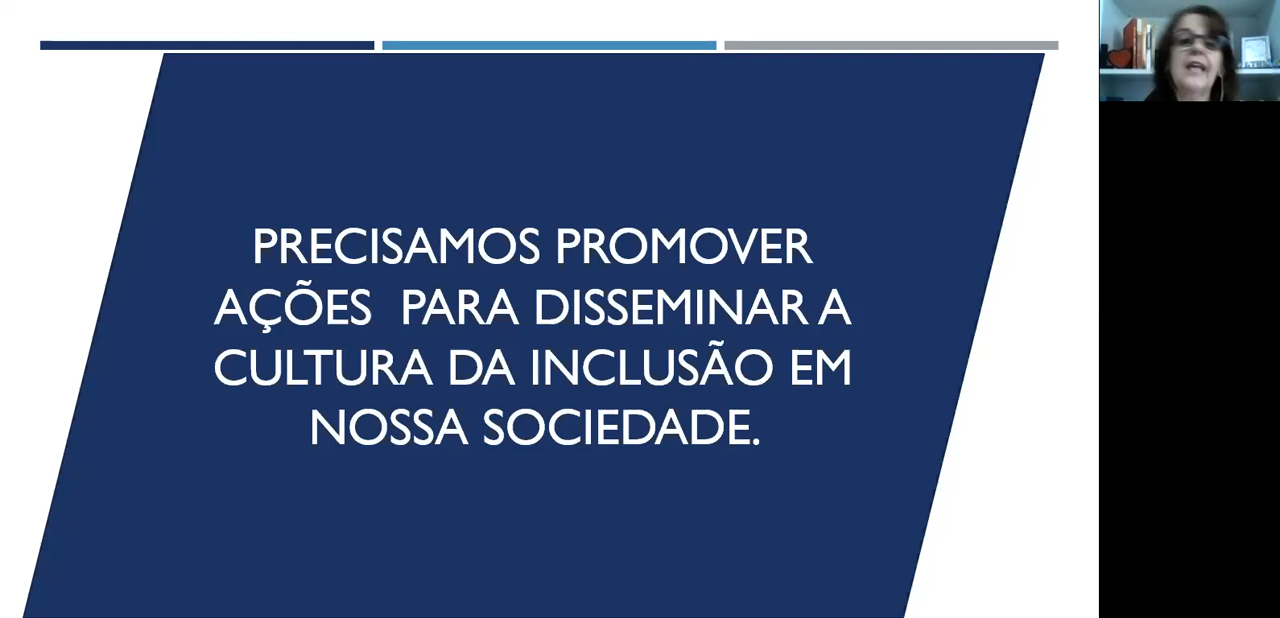 PRECISAMOS PROMOVER
AÇÕES PARA DISSEMINAR A
CULTURA DA INCLUSÃO EM
NOSSA SOCIEDADE.